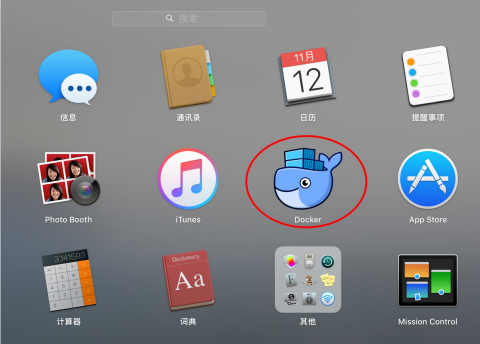 搜索
11月
12
信息
通讯录
日历
提醒事项
Photo Booth
iTunes
Docker
App Store
3.141593
Dictionary
Aa
计算器
词典
其他
Mission Control